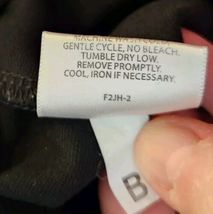 MACHINE WASH COLD,
GENTLE CYCLE, NO BLEACH.
TUMBLE DRY LOW.
REMOVE PROMPTLY.
COOL, IRON IF NECESSARY.
F2JH-2
B